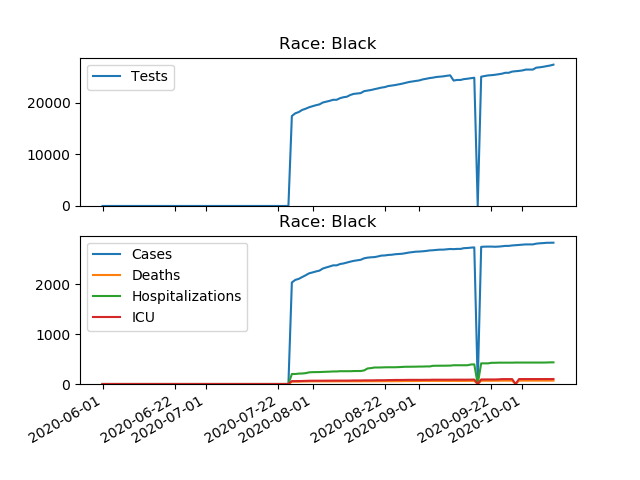 Race: Black
Tests
20000
10000
0
Race: Black
Cases
Deaths
Hospitalizations
ICU
2000
1000
0
2020-06-01
2020-06-22
2020-07-01
2020-07-22
2020-08-01
2020-08-22
2020-09-01
2020-09-22
2020-10-01